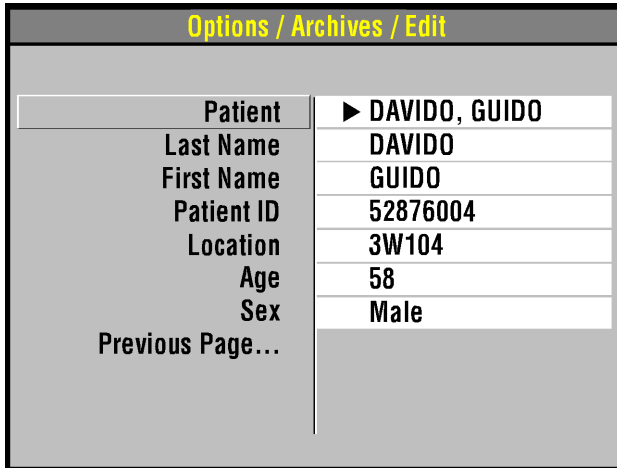 Options / Archives / Edit
Patient ▶ DAVIDO, GUIDO
Last Name DAVIDO
First Name GUIDO
Patient ID 52876004
Location 3W104
Age 58
Sex Male
Previous Page...